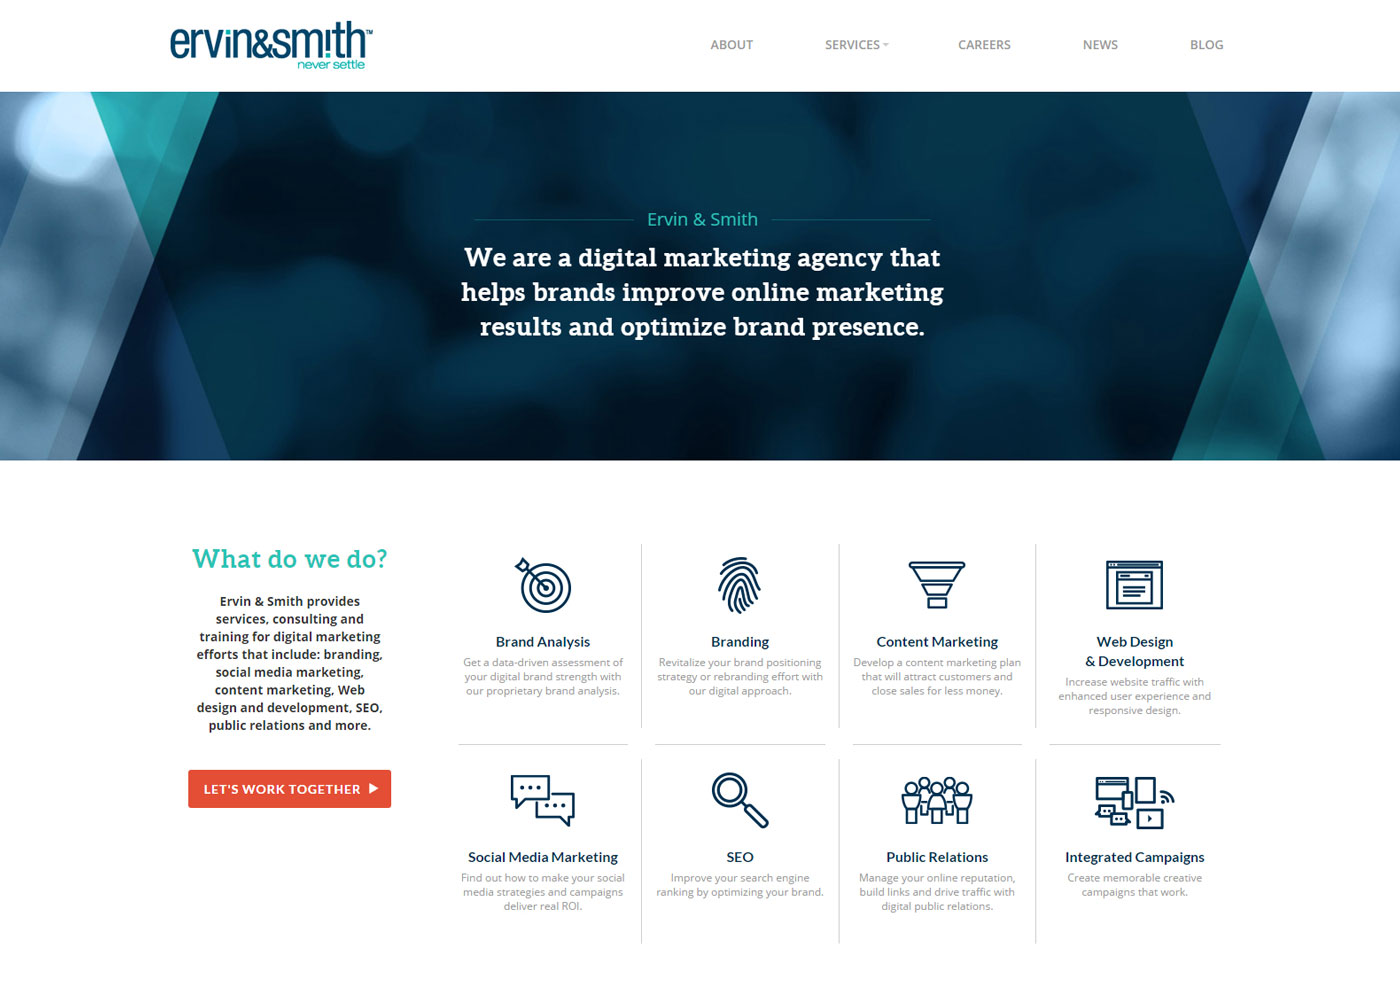 ervin&smith™
never settle
ABOUT
SERVICES
CAREERS
NEWS
BLOG
Ervin & Smith
We are a digital marketing agency that
helps brands improve online marketing
results and optimize brand presence.
What do we do?
Ervin & Smith provides
services, consulting and
training for digital marketing
efforts that include: branding,
social media marketing,
content marketing, Web
design and development, SEO,
public relations and more.
LET'S WORK TOGETHER
Brand Analysis
Get a data-driven assessment of
your digital brand strength with
our proprietary brand analysis.
Branding
Revitalize your brand positioning
strategy or rebranding effort with
our digital approach.
Content Marketing
Develop a content marketing plan
that will attract customers and
close sales for less money.
Web Design
& Development
Increase website traffic with
enhanced user experience and
responsive design.
Social Media Marketing
Find out how to make your social
media strategies and campaigns
deliver real ROI.
SEO
Improve your search engine
ranking by optimizing your brand.
Public Relations
Manage your online reputation,
build links and drive traffic with
digital public relations.
Integrated Campaigns
Create memorable creative
campaigns that work.